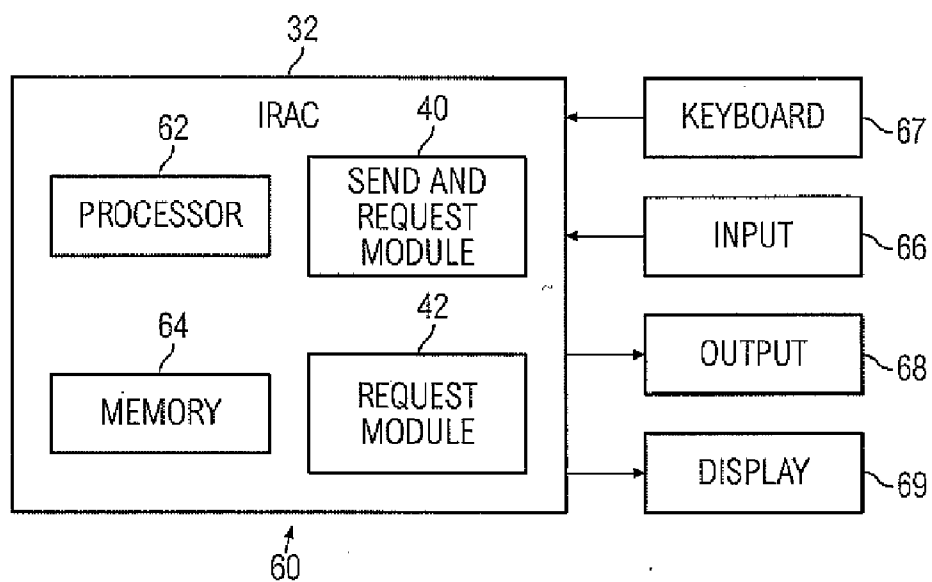 32
IRAC
62
PROCESSOR
40
SEND AND
REQUEST
MODULE
64
MEMORY
42
REQUEST
MODULE
KEYBOARD
67
INPUT
66
OUTPUT
68
DISPLAY
69
60